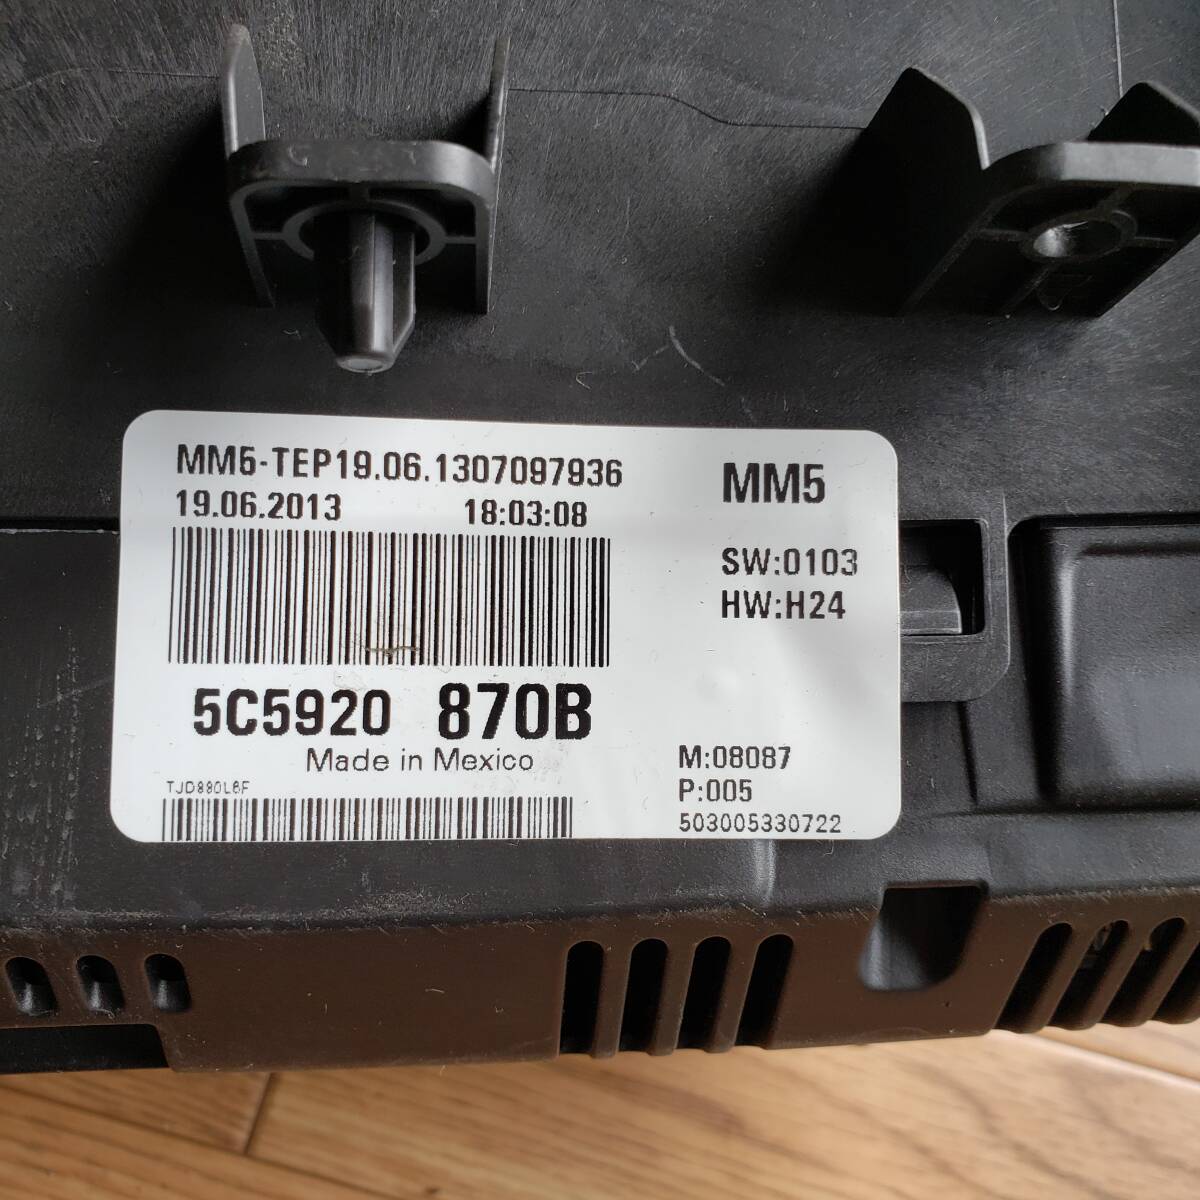 MM5-TEP19.06.1307097936
19.06.2013 18:03:08
MM5
SW:0103
HW:H24
5C5920 870B
Made in Mexico
TJD880L6F
M:08087
P:005
503005330722